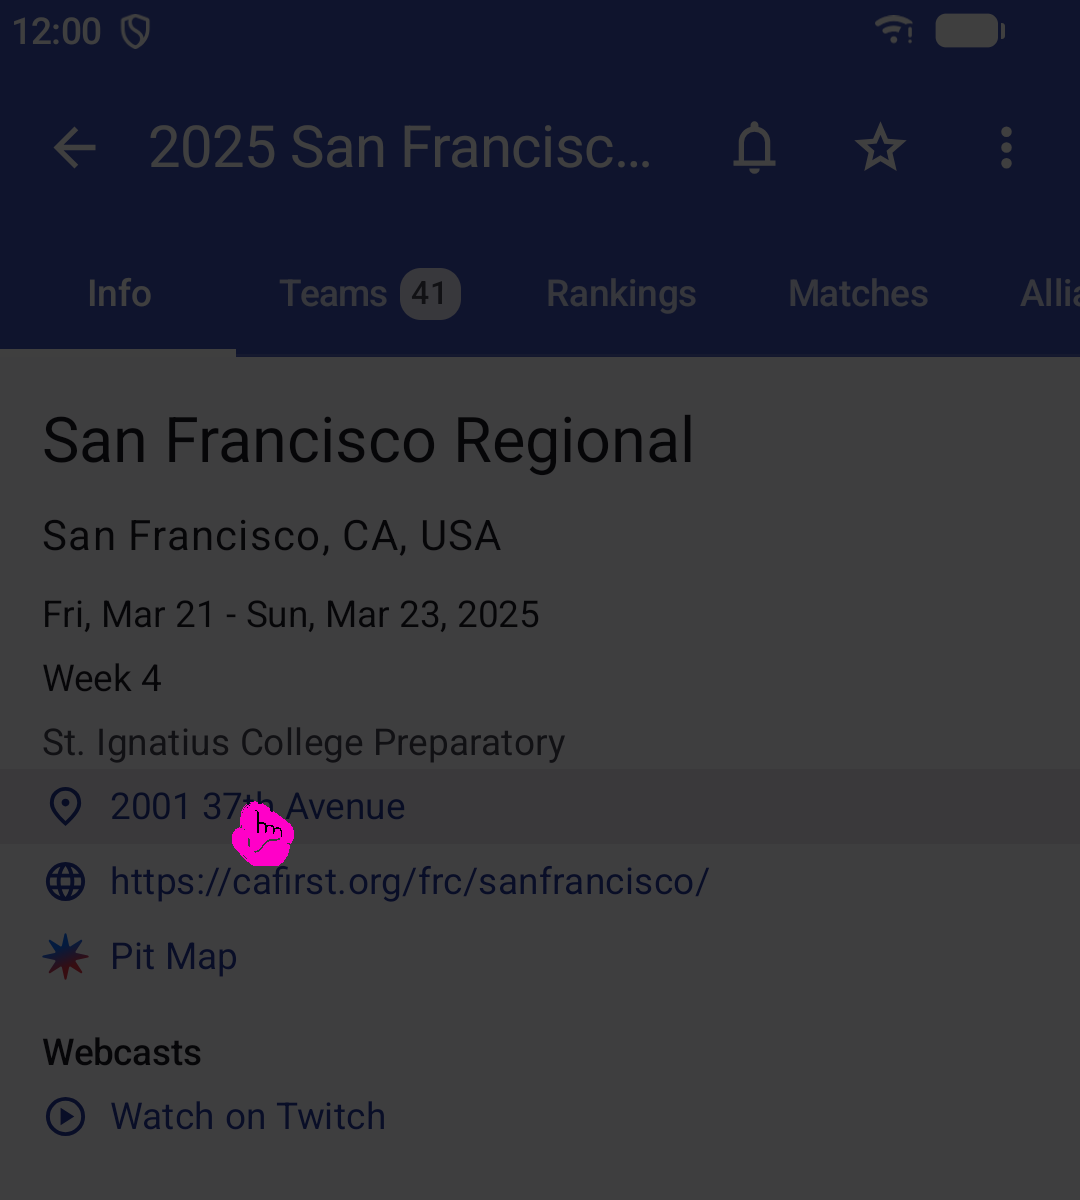 12:00
2025 San Francisc...
Info Teams 41 Rankings Matches Allia
San Francisco Regional
San Francisco, CA, USA
Fri, Mar 21 - Sun, Mar 23, 2025
Week 4
St. Ignatius College Preparatory
2001 37th Avenue
https://cafirst.org/frc/sanfrancisco/
Pit Map
Webcasts
Watch on Twitch